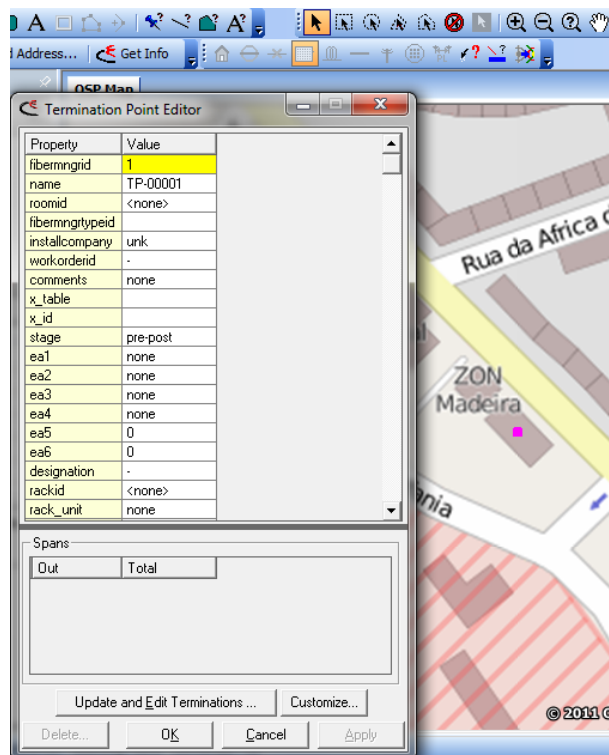 Address...
Get Info
OSP Map
Termination Point Editor
Property Value
fibermngrid 1
name TP-00001
roomid <none>
fibermngrtypeid
installcompany unk
workorderid -
comments none
x_table
x_id
stage pre-post
ea1 none
ea2 none
ea3 none
ea4 none
ea5 0
ea6 0
designation -
rackid <none>
rack_unit none
Spans
Out Total
Update and Edit Terminations ... Customize...
Delete... OK Cancel Apply
Rua da Africa d
ZON
Madeira
ânia
© 2011